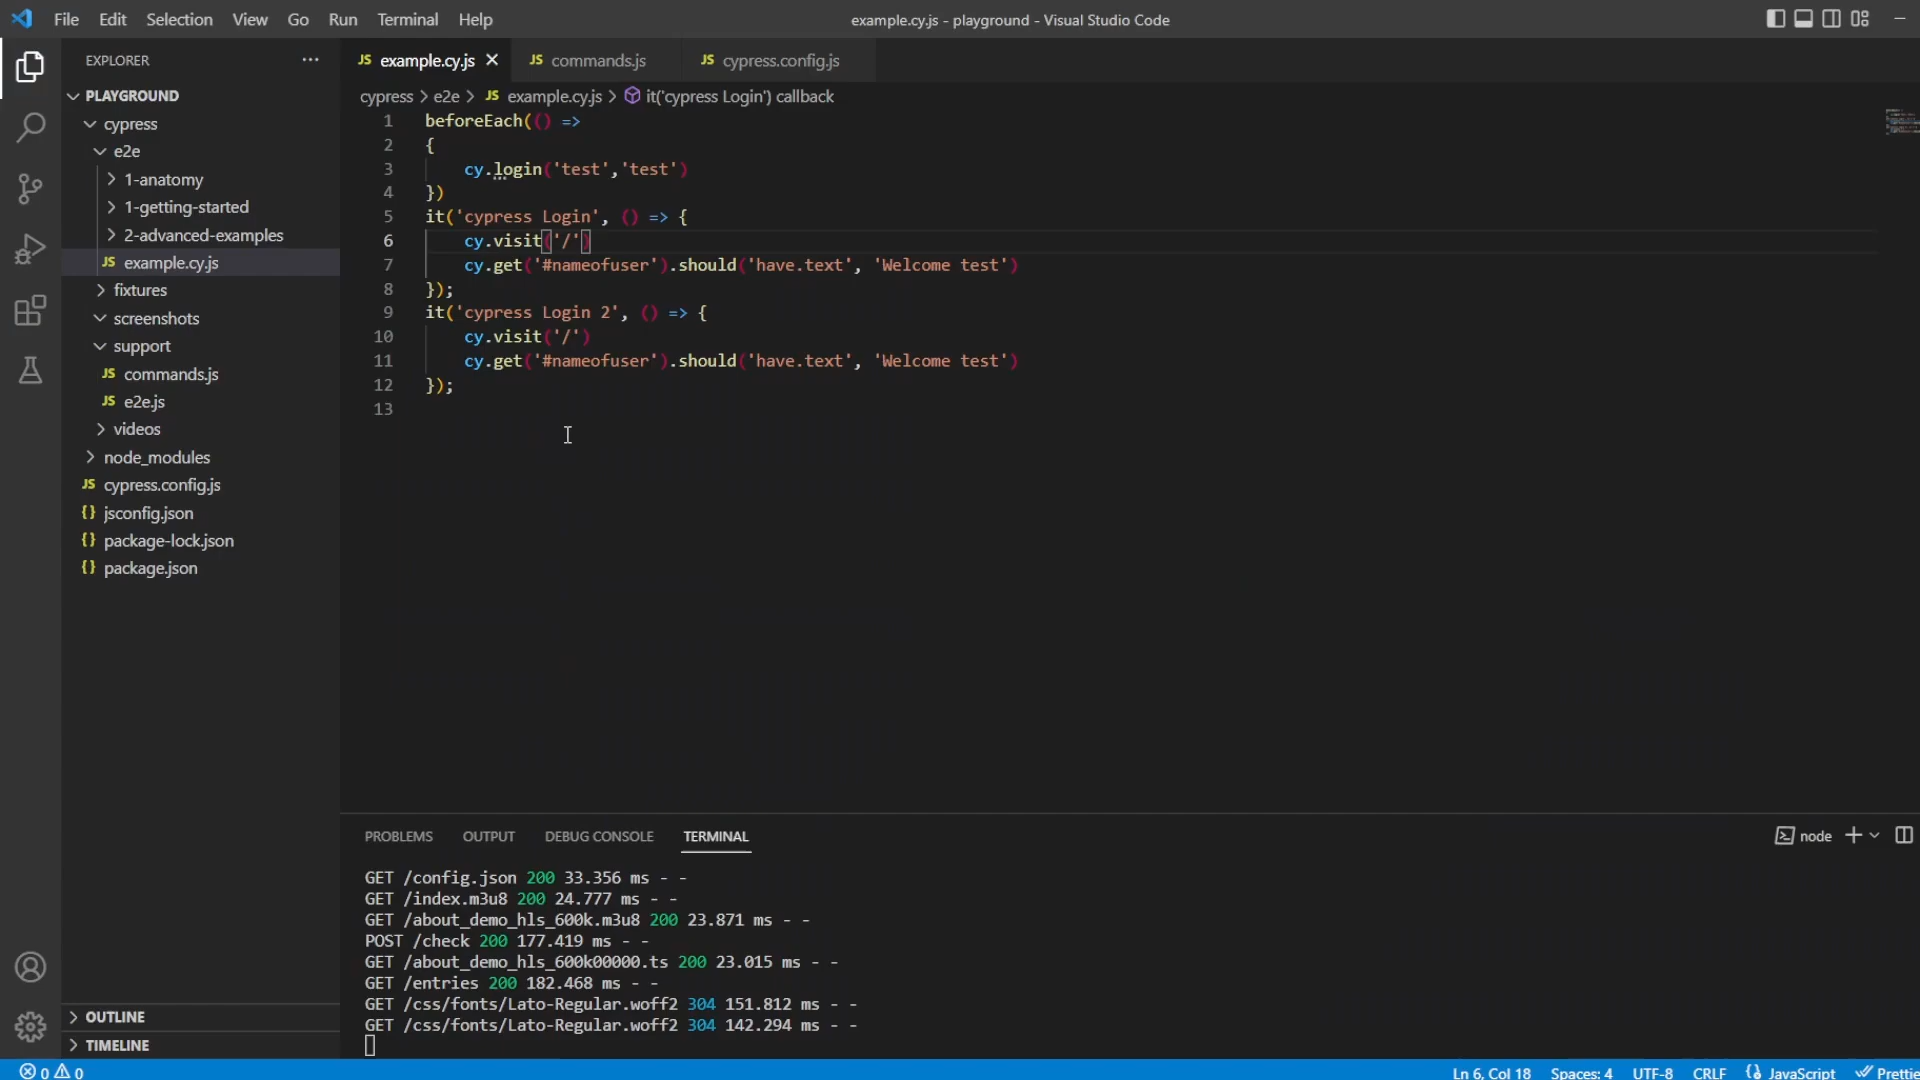 File Edit Selection View Go Run Terminal Help
example.cy.js - playground - Visual Studio Code
EXPLORER
PLAYGROUND
cypress
e2e
1-anatomy
1-getting-started
2-advanced-examples
JS example.cy.js
fixtures
screenshots
support
JS commands.js
JS e2e.js
videos
node_modules
JS cypress.config.js
{} jsconfig.json
{} package-lock.json
{} package.json
OUTLINE
TIMELINE
JS example.cy.js
JS commands.js
JS cypress.config.js
cypress > e2e > JS example.cy.js > it('cypress Login') callback
1 beforeEach(() =>
2 {
3 cy.login('test','test')
4 })
5 it('cypress Login', () => {
6 cy.visit('/')
7 cy.get('#nameofuser').should('have.text', 'Welcome test')
8 });
9 it('cypress Login 2', () => {
10 cy.visit('/')
11 cy.get('#nameofuser').should('have.text', 'Welcome test')
12 });
13
PROBLEMS OUTPUT DEBUG CONSOLE TERMINAL
node
GET /config.json 200 33.356 ms - -
GET /index.m3u8 200 24.777 ms - -
GET /about_demo_hls_600k.m3u8 200 23.871 ms - -
POST /check 200 177.419 ms - -
GET /about_demo_hls_600k00000.ts 200 23.015 ms - -
GET /entries 200 182.468 ms - -
GET /css/fonts/Lato-Regular.woff2 304 151.812 ms - -
GET /css/fonts/Lato-Regular.woff2 304 142.294 ms - -
0 0
Ln 6, Col 18 Spaces: 4 UTF-8 CRLF {} JavaScript Prettie